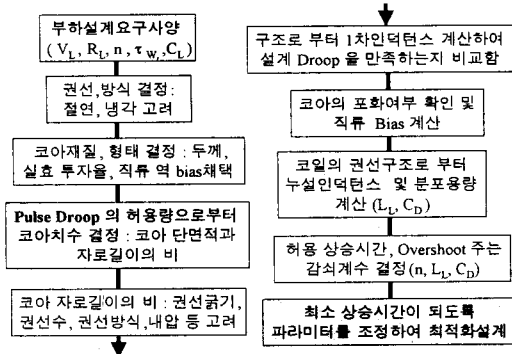 부하설계요구사양
( V_L, R_L, n , τ_W, C_L )
권선,방식 결정 :
절연, 냉각 고려
코아재질, 형태 결정 : 두께,
실효 투자율, 직류 역 bias채택
Pulse Droop 의 허용량으로부터
코아치수 결정 : 코아 단면적과
자로길이의 비
코아 자로길이의 비 : 권선굵기,
권선수, 권선방식,내압 등 고려
구조로 부터 1차인덕턴스 계산하여
설계 Droop 을 만족하는지 비교함
코아의 포화여부 확인 및
직류 Bias 계산
코일의 권선구조로 부터
누설인덕턴스 및 분포용량
계산 (L_L, C_D)
허용 상승시간, Overshoot 주는
감쇠계수 결정(n, L_L, C_D)
최소 상승시간이 되도록
파라미터를 조정하여 최적화설계